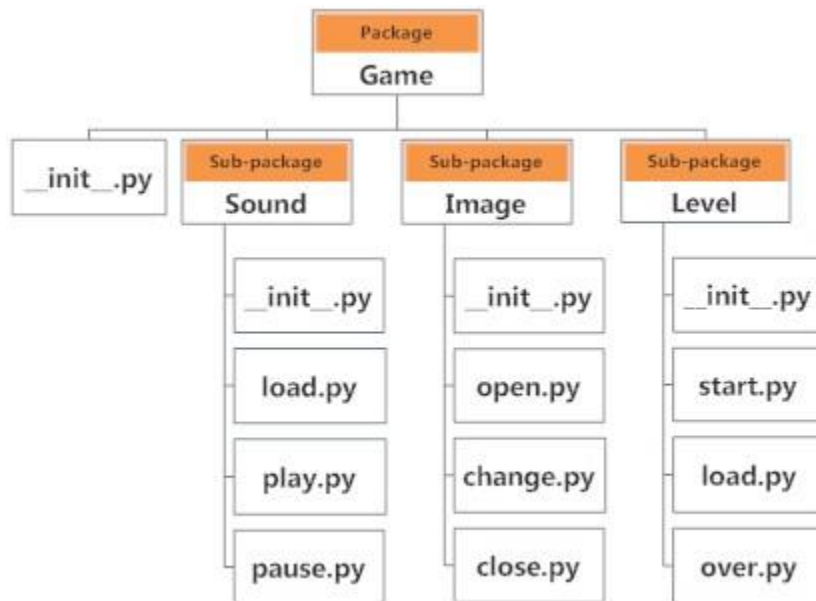 Package
Game
__init__.py
Sub-package
Sound
Sub-package
Image
Sub-package
Level
__init__.py
load.py
play.py
pause.py
__init__.py
open.py
change.py
close.py
__init__.py
start.py
load.py
over.py